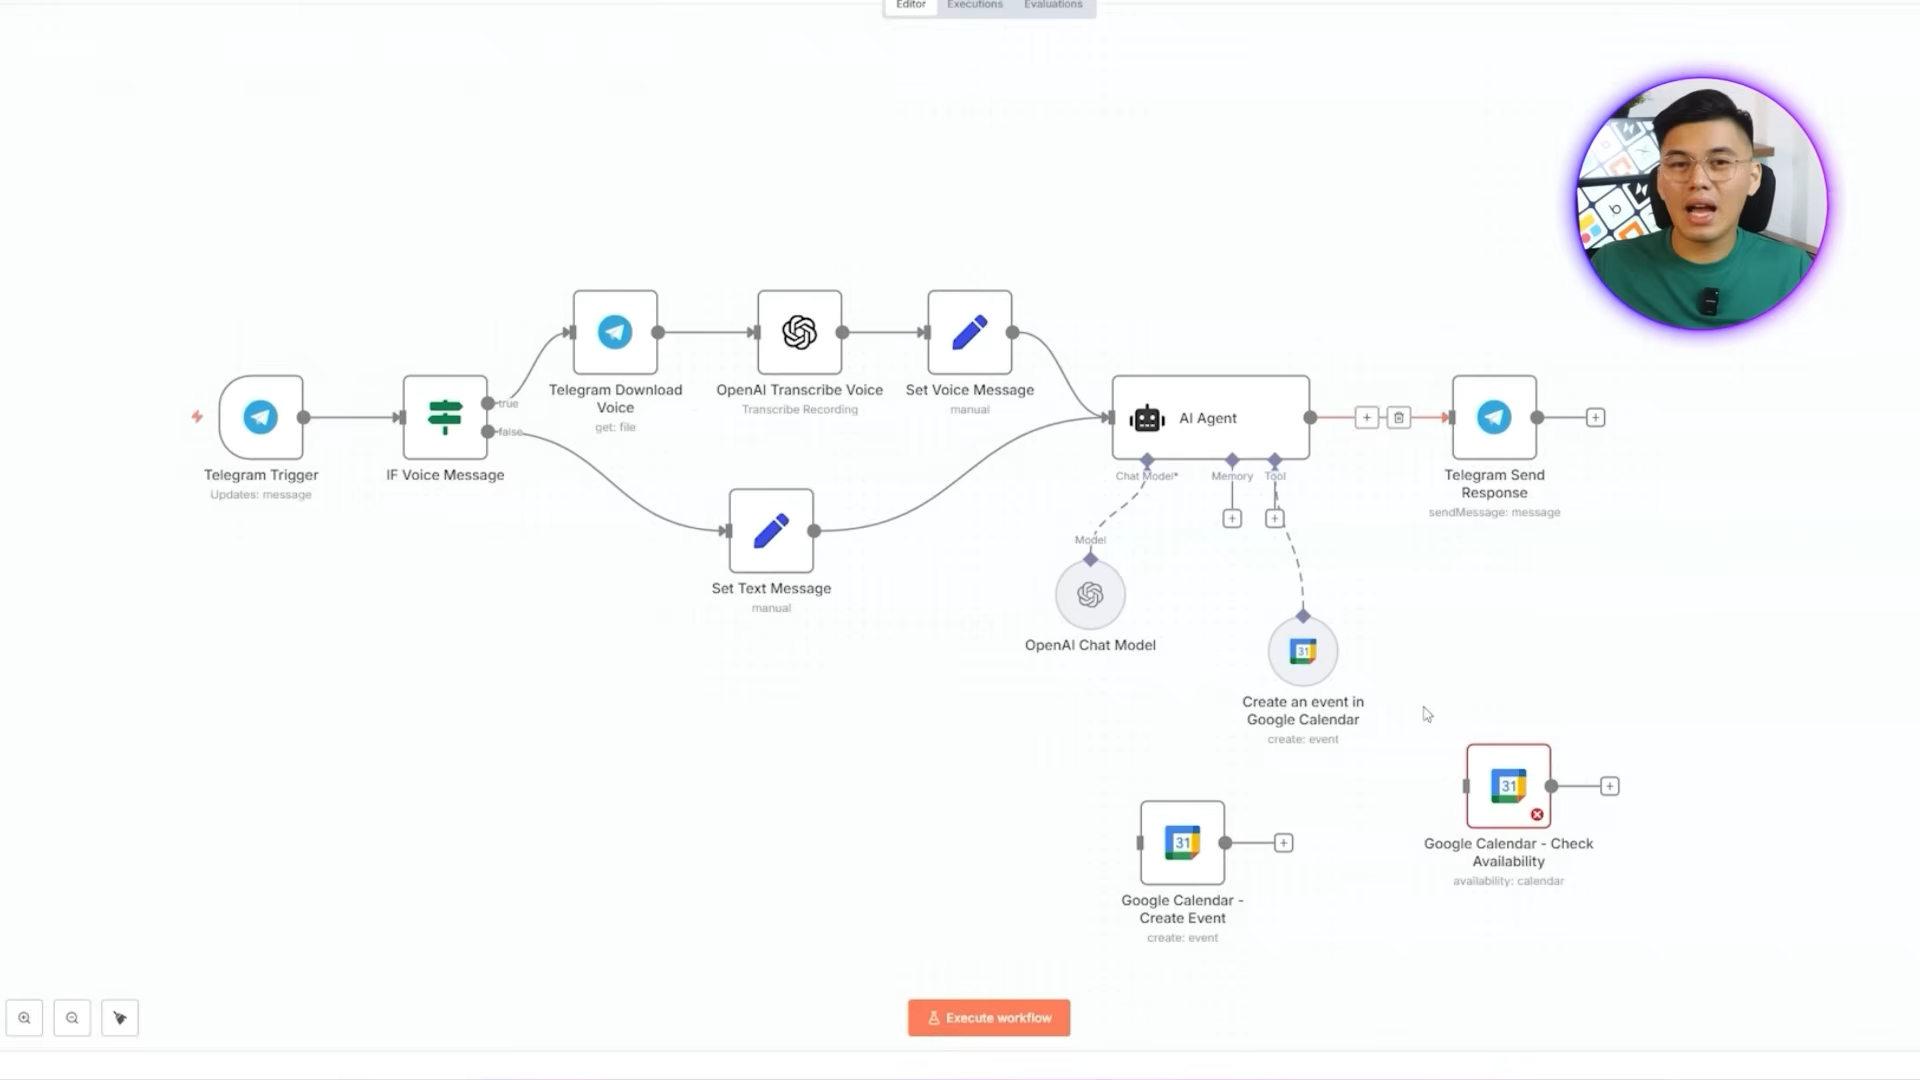 Editor
Executions
Evaluations
Telegram Trigger
Updates: message
IF Voice Message
true
false
Telegram Download
Voice
get: file
OpenAI Transcribe Voice
Transcribe Recording
Set Voice Message
manual
Set Text Message
manual
AI Agent
Chat Model*
Memory
Tool
Model
OpenAI Chat Model
31
Create an event in
Google Calendar
create: event
Telegram Send
Response
sendMessage: message
31
Google Calendar - Check
Availability
availability: calendar
31
Google Calendar -
Create Event
create: event
Execute workflow